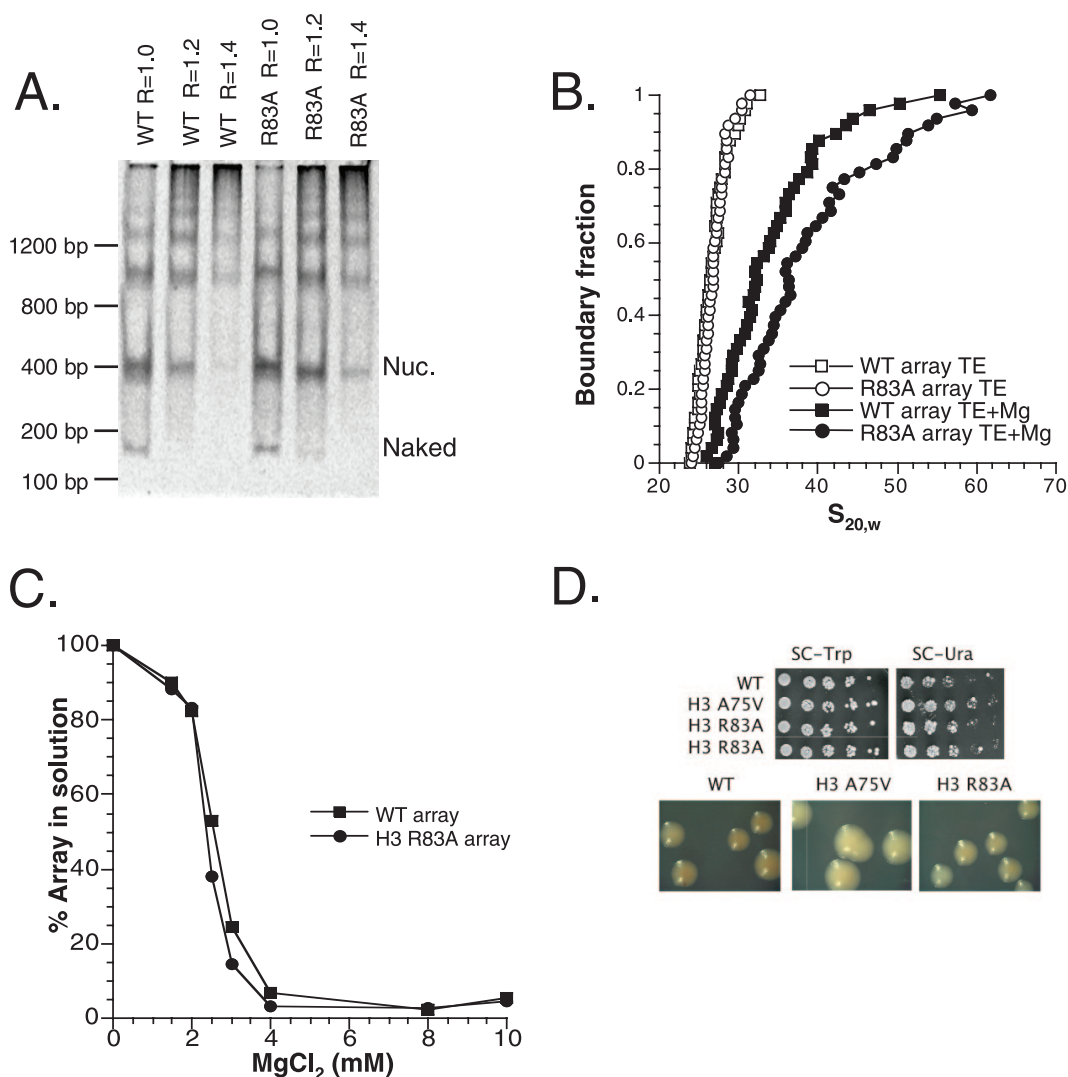 A.
WT R=1.0
WT R=1.2
WT R=1.4
R83A R=1.0
R83A R=1.2
R83A R=1.4
1200 bp
800 bp
400 bp
200 bp
100 bp
Nuc.
Naked
B.
Boundary fraction
1
0.8
0.6
0.4
0.2
0
WT array TE
R83A array TE
WT array TE+Mg
R83A array TE+Mg
20 30 40 50 60 70
S20,w
C.
% Array in solution
100
80
60
40
20
0
WT array
H3 R83A array
0 2 4 6 8 10
MgCl2 (mM)
D.
SC-Trp SC-Ura
WT
H3 A75V
H3 R83A
H3 R83A
WT H3 A75V H3 R83A